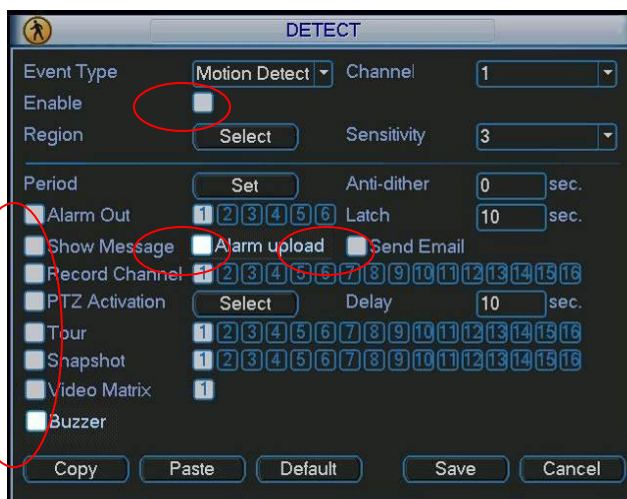 DETECT
Event Type Motion Detect Channel 1
Enable
Region Select Sensitivity 3
Period Set Anti-dither 0 sec.
Alarm Out 1 2 3 4 5 6 Latch 10 sec.
Show Message Alarm upload Send Email
Record Channel 1 2 3 4 5 6 7 8 9 10 11 12 13 14 15 16
PTZ Activation Select Delay 10 sec.
Tour 1 2 3 4 5 6 7 8 9 10 11 12 13 14 15 16
Snapshot 1 2 3 4 5 6 7 8 9 10 11 12 13 14 15 16
Video Matrix 1
Buzzer
Copy Paste Default Save Cancel